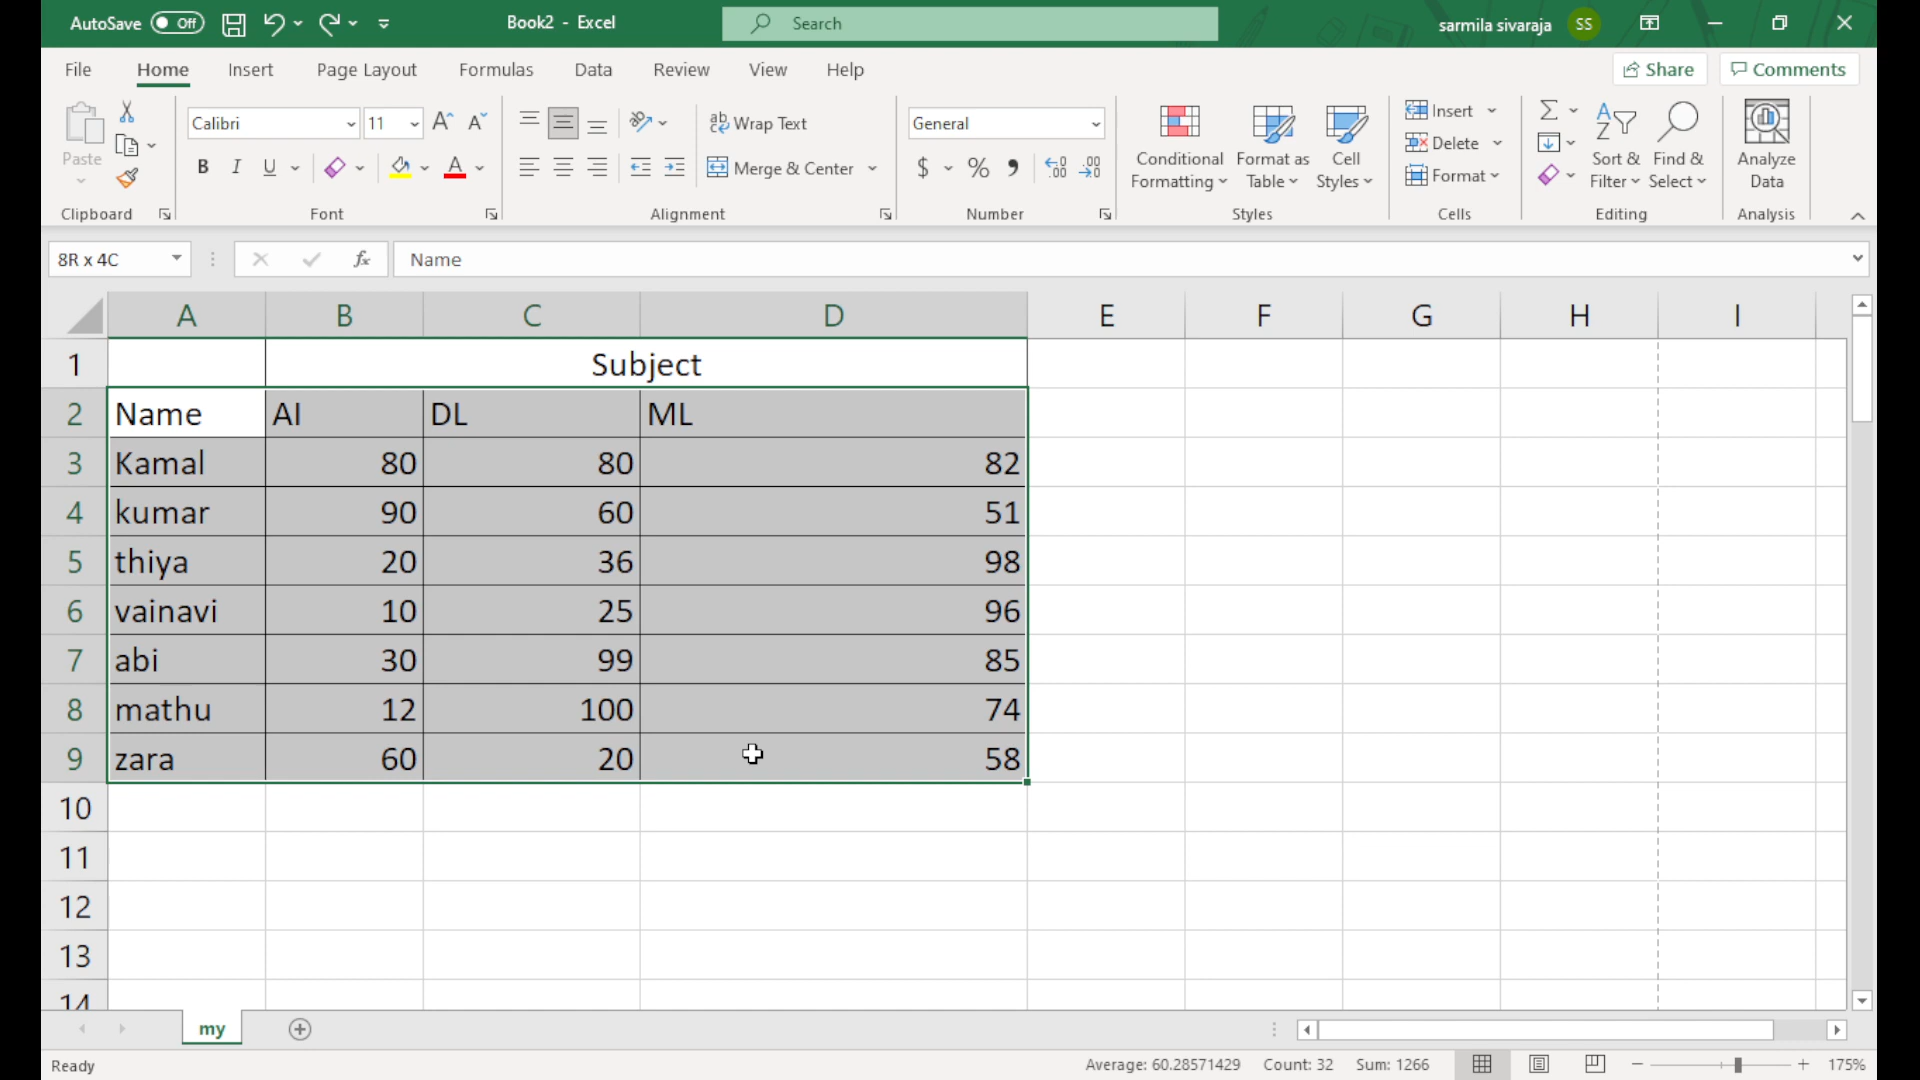 AutoSave Off Book2 - Excel Search sarmila sivaraja SS
File Home Insert Page Layout Formulas Data Review View Help Share Comments
Paste Calibri 11 Wrap Text General Conditional Formatting Format as Table Cell Styles Insert Delete Format Sort & Filter Find & Select Analyze Data
B I U A Merge & Center $ % ,
Clipboard Font Alignment Number Styles Cells Editing Analysis
8R x 4C fx Name
A B C D E F G H I
1 Subject
2 Name AI DL ML
3 Kamal 80 80 82
4 kumar 90 60 51
5 thiya 20 36 98
6 vainavi 10 25 96
7 abi 30 99 85
8 mathu 12 100 74
9 zara 60 20 58
10
11
12
13
14
my
Ready Average: 60.28571429 Count: 32 Sum: 1266 175%